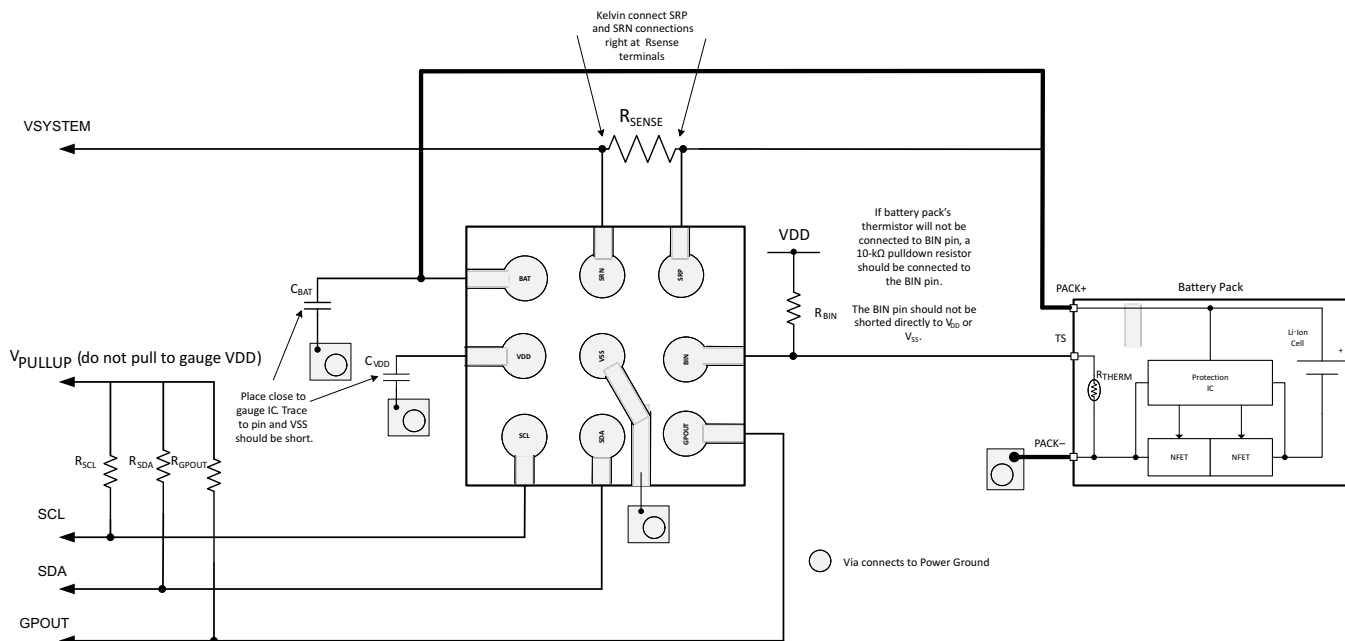 Kelvin connect SRP
and SRN connections
right at Rsense
terminals
VSYSTEM
RSENSE
If battery pack's
thermistor will not be
connected to BIN pin, a
10-kΩ pulldown resistor
should be connected to
the BIN pin.
The BIN pin should not be
shorted directly to VDD or
VSS.
VDD
RBIN
BAT
SRN
SRP
CBAT
PACK+
Battery Pack
TS
Li-Ion
Cell
+
VPULLUP (do not pull to gauge VDD)
CVDD
VDD
VSS
BIN
RTHERM
Protection
IC
Place close to
gauge IC. Trace
to pin and VSS
should be short.
SCL
SDA
GPOUT
PACK–
NFET
NFET
RSCL
RSDA
RGPOUT
SCL
Via connects to Power Ground
SDA
GPOUT